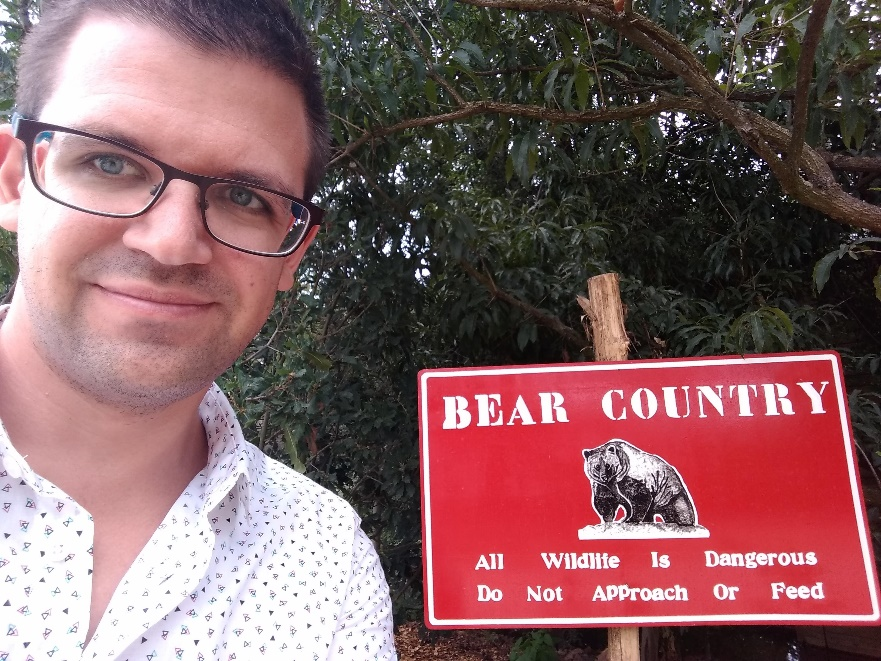 BEAR COUNTRY
All Wildlife Is Dangerous
Do Not Approach Or Feed